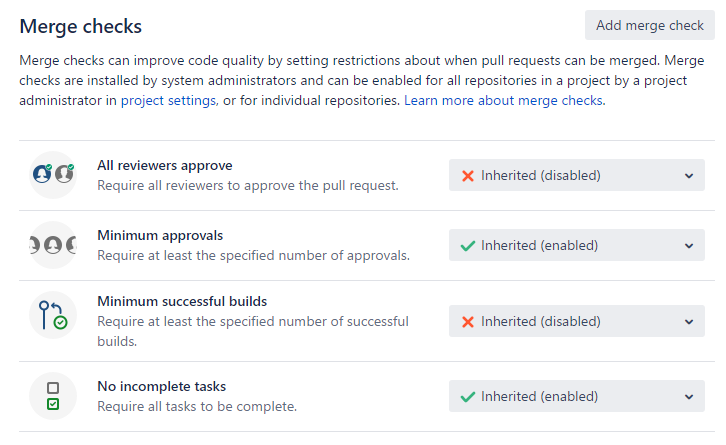 Merge checks
Add merge check
Merge checks can improve code quality by setting restrictions about when pull requests can be merged. Merge
checks are installed by system administrators and can be enabled for all repositories in a project by a project
administrator in project settings, or for individual repositories. Learn more about merge checks.
All reviewers approve
Require all reviewers to approve the pull request.
Inherited (disabled)
Minimum approvals
Require at least the specified number of approvals.
Inherited (enabled)
Minimum successful builds
Require at least the specified number of successful
builds.
Inherited (disabled)
No incomplete tasks
Require all tasks to be complete.
Inherited (enabled)